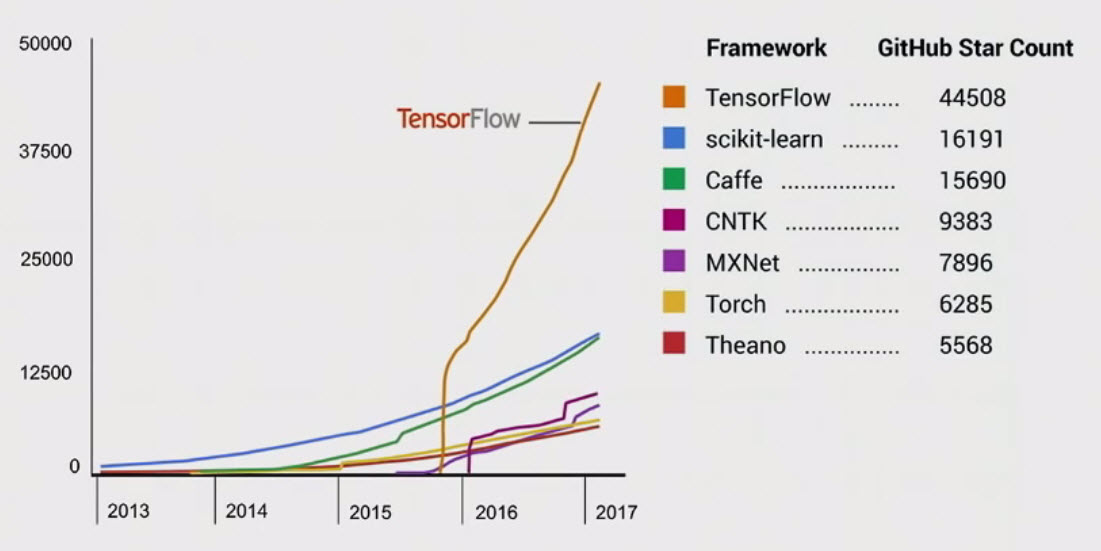 50000
37500
25000
12500
0
2013 2014 2015 2016 2017
TensorFlow
Framework GitHub Star Count
TensorFlow ........ 44508
scikit-learn ......... 16191
Caffe .................. 15690
CNTK .................. 9383
MXNet ................ 7896
Torch .................. 6285
Theano ............... 5568